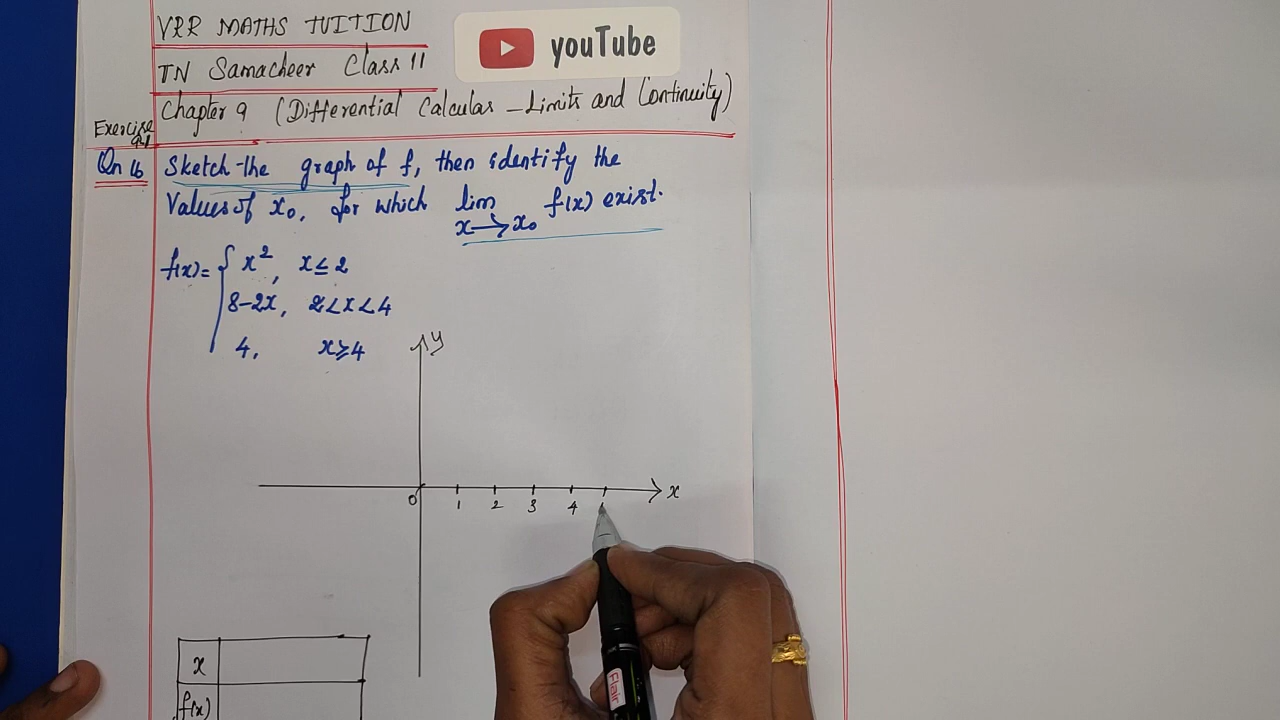 VRR MATHS TUITION
youTube
TN Samacheer Class 11
Chapter 9 (Differential Calculas - Limits and Continuity)
Exercise
9.1
Qn 16 Sketch the graph of f, then identify the
Values of x₀, for which lim f(x) exist.
x→x₀
f(x)= { x², x≤2
8-2x, 2<x<4
4, x≥4
y
0 1 2 3 4 x
x
f(x)
Flair